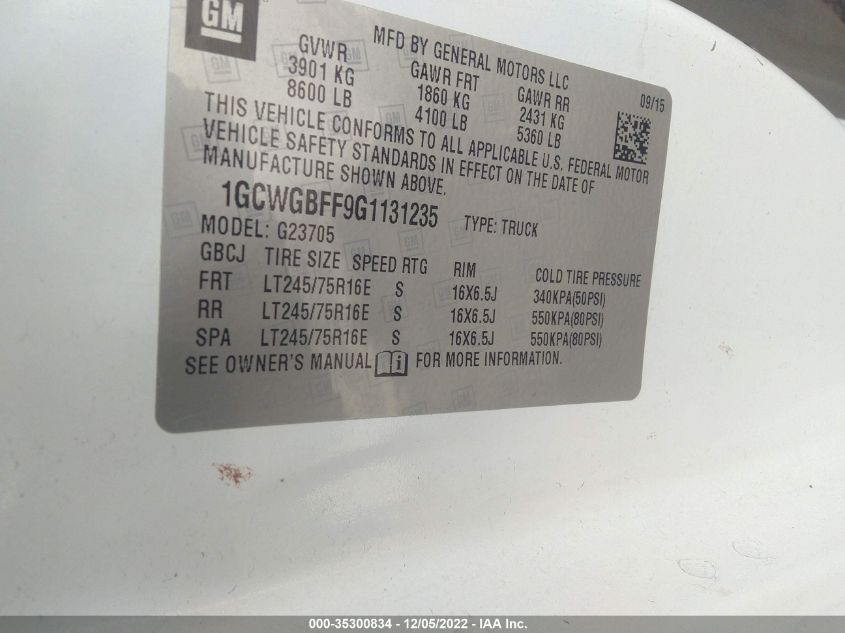 GM
MFD BY GENERAL MOTORS LLC
GVWR GAWR FRT GAWR RR 09/15
3901 KG 1860 KG 2431 KG
8600 LB 4100 LB 5360 LB
THIS VEHICLE CONFORMS TO ALL APPLICABLE U.S. FEDERAL MOTOR
VEHICLE SAFETY STANDARDS IN EFFECT ON THE DATE OF
MANUFACTURE SHOWN ABOVE.
1GCWGBFF9G1131235 TYPE: TRUCK
MODEL: G23705
GBCJ TIRE SIZE SPEED RTG RIM COLD TIRE PRESSURE
FRT LT245/75R16E S 16X6.5J 340KPA(50PSI)
RR LT245/75R16E S 16X6.5J 550KPA(80PSI)
SPA LT245/75R16E S 16X6.5J 550KPA(80PSI)
SEE OWNER'S MANUAL i FOR MORE INFORMATION.
000-35300834 - 12/05/2022 - IAA Inc.